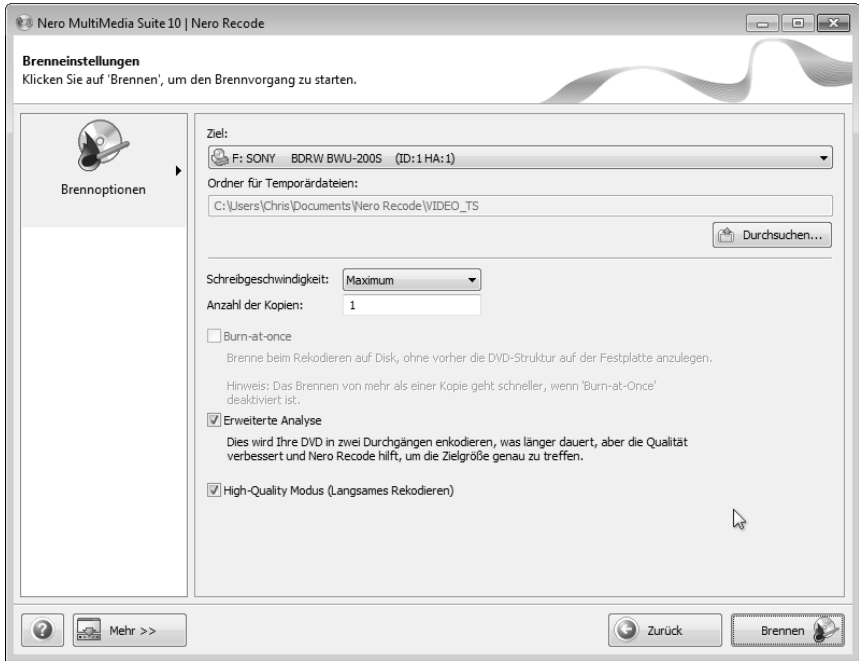 Nero MultiMedia Suite 10 | Nero Recode
Brenneinstellungen
Klicken Sie auf 'Brennen', um den Brennvorgang zu starten.
Brennoptionen
Ziel:
F: SONY BDRW BWU-200S (ID:1 HA:1)
Ordner für Temporärdateien:
C:\Users\Chris\Documents\Nero Recode\VIDEO_TS
Durchsuchen...
Schreibgeschwindigkeit: Maximum
Anzahl der Kopien: 1
Burn-at-once
Brenne beim Rekodieren auf Disk, ohne vorher die DVD-Struktur auf der Festplatte anzulegen.
Hinweis: Das Brennen von mehr als einer Kopie geht schneller, wenn 'Burn-at-Once'
deaktiviert ist.
Erweiterte Analyse
Dies wird Ihre DVD in zwei Durchgängen enkodieren, was länger dauert, aber die Qualität
verbessert und Nero Recode hilft, um die Zielgröße genau zu treffen.
High-Quality Modus (Langsames Rekodieren)
Mehr >>
Zurück
Brennen